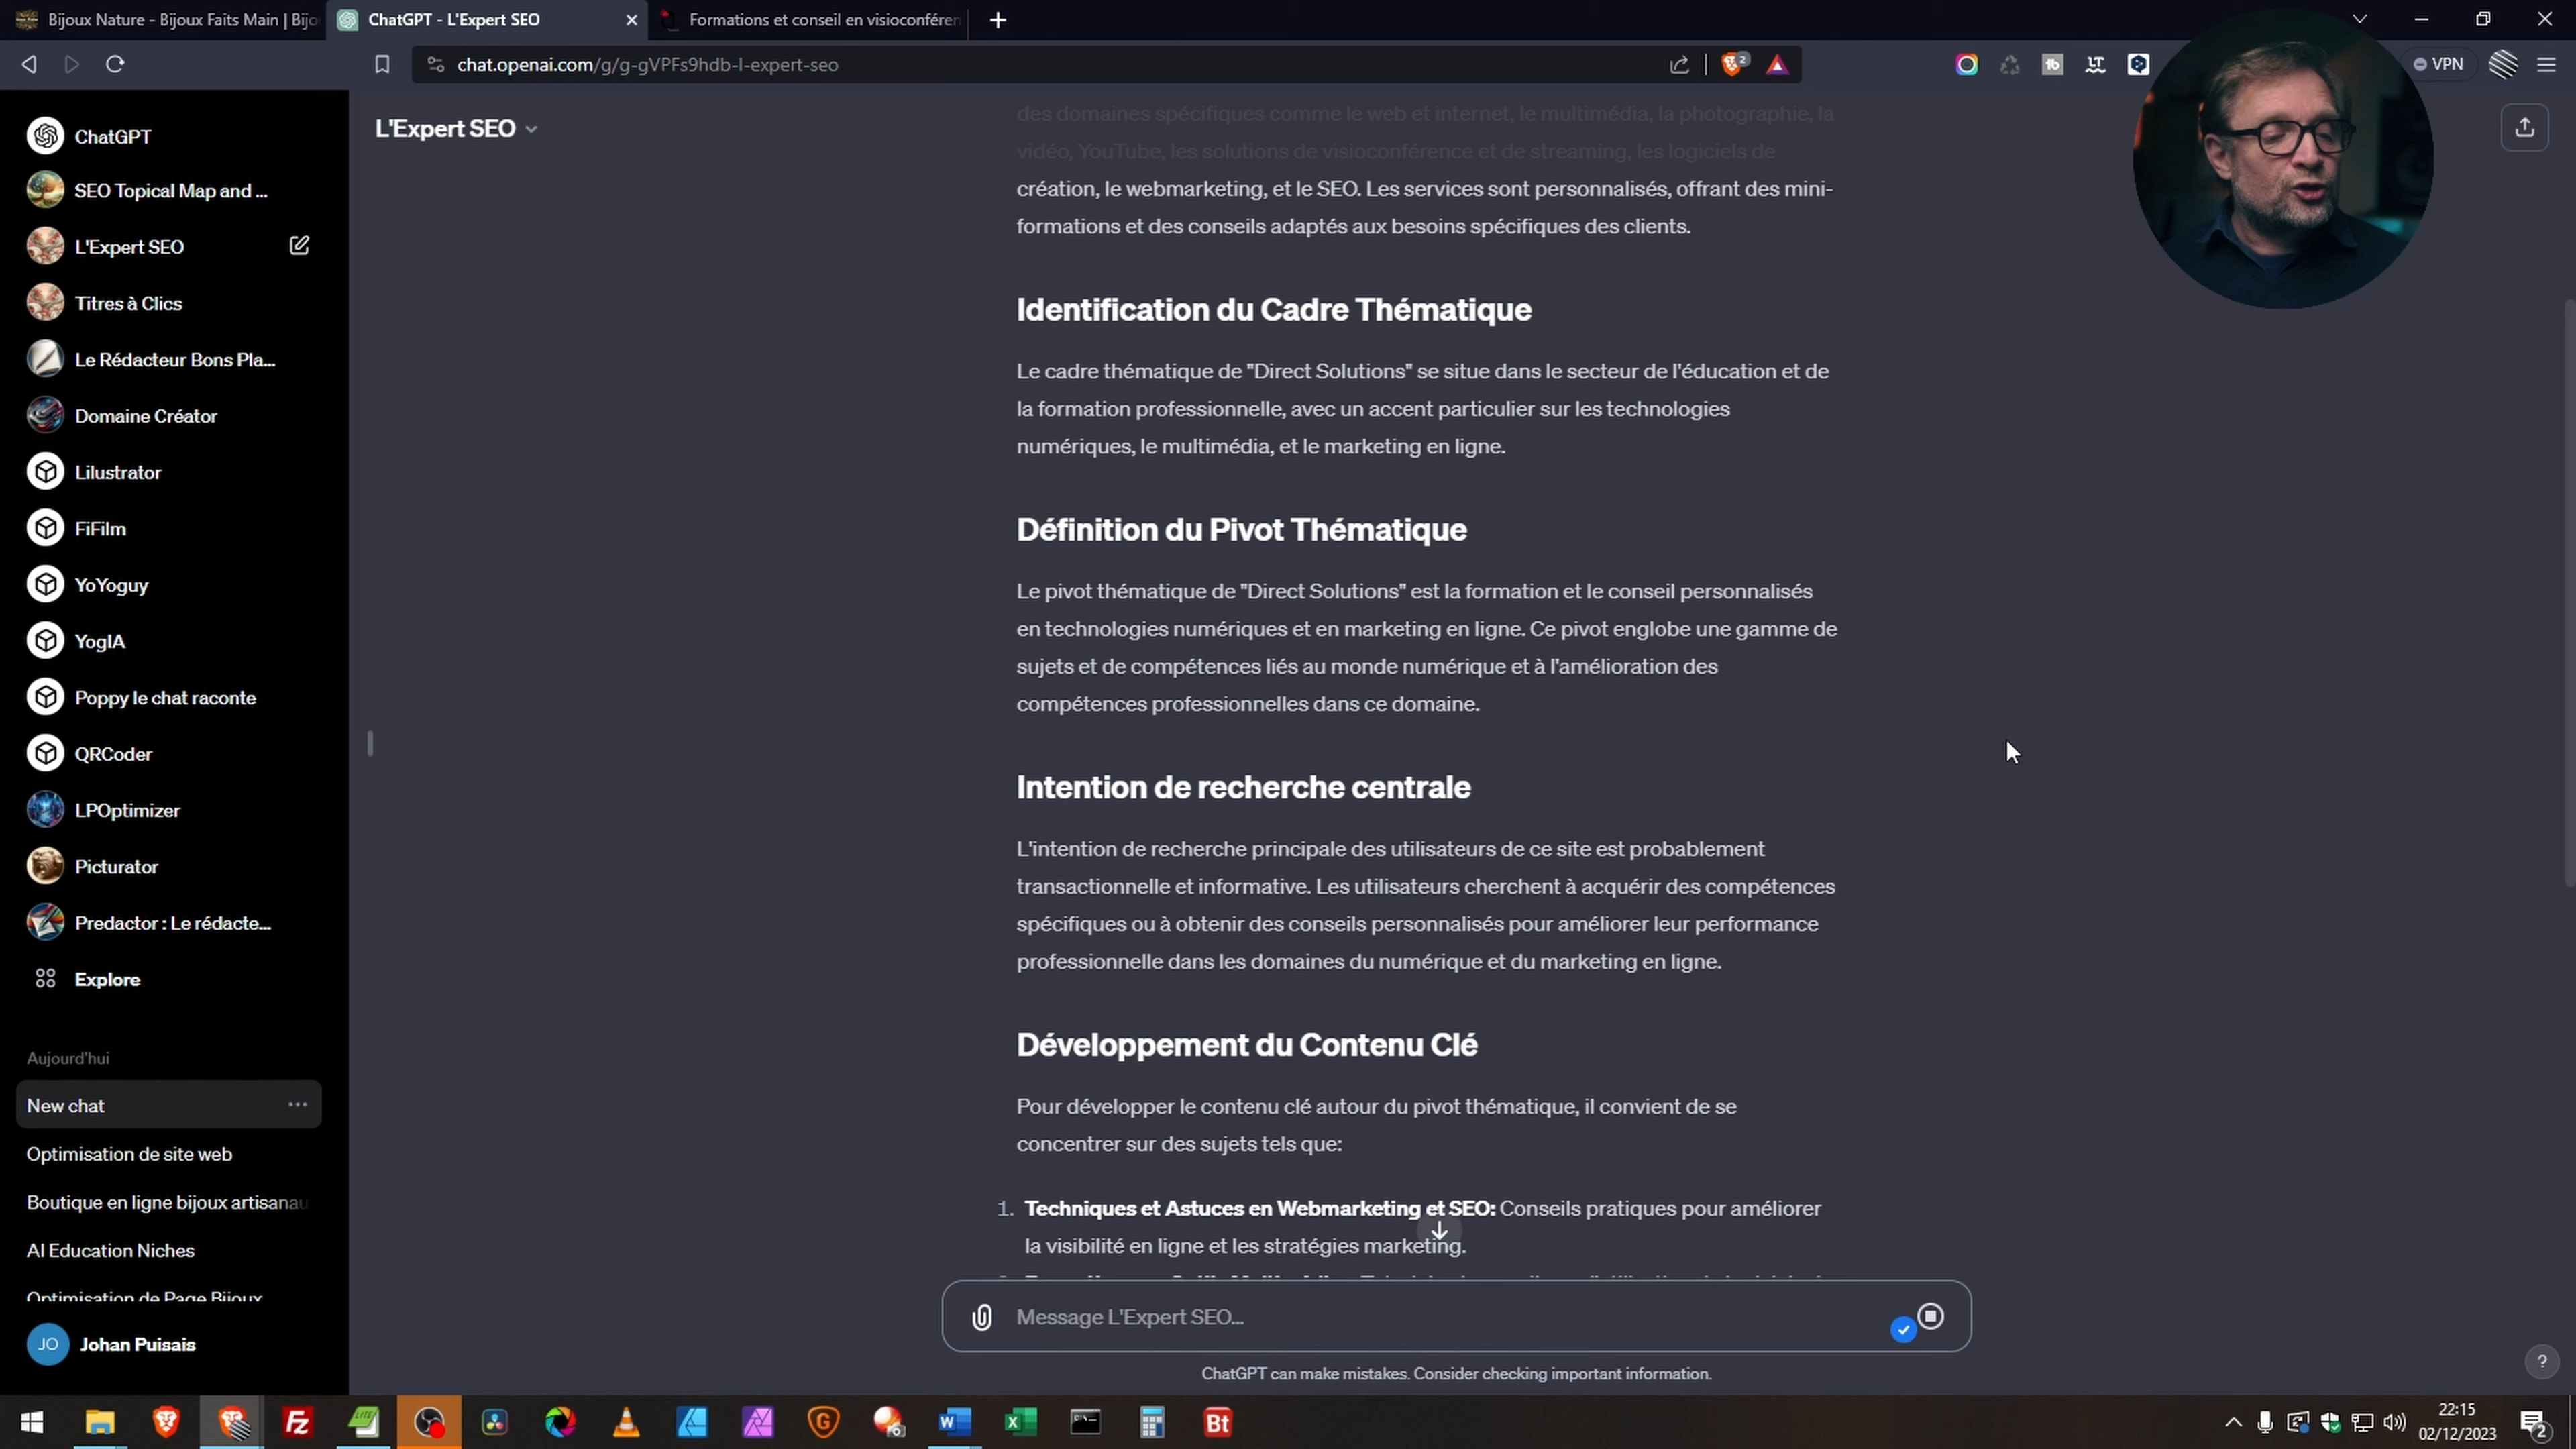 Bijoux Nature - Bijoux Faits Main | Bijo
ChatGPT - L'Expert SEO
Formations et conseil en visioconféren
chat.openai.com/g/g-gVPFs9hdb-l-expert-seo
2
VPN
ChatGPT
SEO Topical Map and ...
L'Expert SEO
Titres à Clics
Le Rédacteur Bons Pla...
Domaine Créator
Lilustrator
FiFilm
YoYoguy
YogIA
Poppy le chat raconte
QRCoder
LPOptimizer
Picturator
Predactor : Le rédacte...
Explore
Aujourd'hui
New chat
Optimisation de site web
Boutique en ligne bijoux artisanau
AI Education Niches
Optimisation de Page Bijoux
JO
Johan Puisais
L'Expert SEO
des domaines spécifiques comme le web et internet, le multimédia, la photographie, la
vidéo, YouTube, les solutions de visioconférence et de streaming, les logiciels de
création, le webmarketing, et le SEO. Les services sont personnalisés, offrant des mini-
formations et des conseils adaptés aux besoins spécifiques des clients.
Identification du Cadre Thématique
Le cadre thématique de "Direct Solutions" se situe dans le secteur de l'éducation et de
la formation professionnelle, avec un accent particulier sur les technologies
numériques, le multimédia, et le marketing en ligne.
Définition du Pivot Thématique
Le pivot thématique de "Direct Solutions" est la formation et le conseil personnalisés
en technologies numériques et en marketing en ligne. Ce pivot englobe une gamme de
sujets et de compétences liés au monde numérique et à l'amélioration des
compétences professionnelles dans ce domaine.
Intention de recherche centrale
L'intention de recherche principale des utilisateurs de ce site est probablement
transactionnelle et informative. Les utilisateurs cherchent à acquérir des compétences
spécifiques ou à obtenir des conseils personnalisés pour améliorer leur performance
professionnelle dans les domaines du numérique et du marketing en ligne.
Développement du Contenu Clé
Pour développer le contenu clé autour du pivot thématique, il convient de se
concentrer sur des sujets tels que:
1. Techniques et Astuces en Webmarketing et SEO: Conseils pratiques pour améliorer
la visibilité en ligne et les stratégies marketing.
Message L'Expert SEO...
ChatGPT can make mistakes. Consider checking important information.
?
22:15
02/12/2023
2